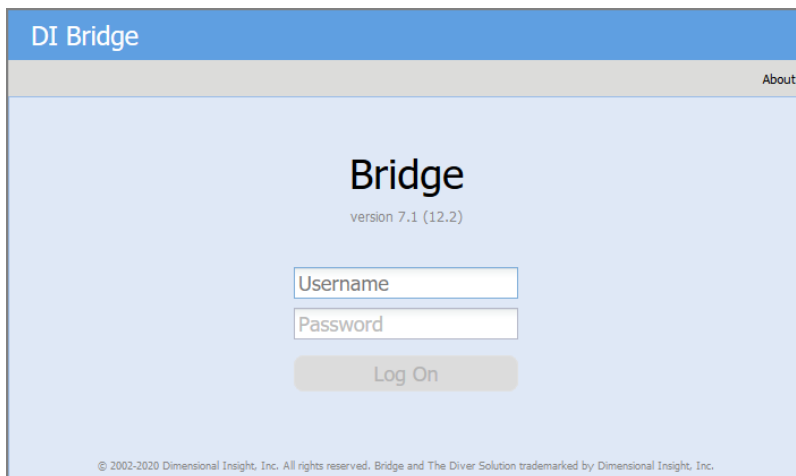 DI Bridge
About
Bridge
version 7.1 (12.2)
Username
Password
Log On
© 2002-2020 Dimensional Insight, Inc. All rights reserved. Bridge and The Diver Solution trademarked by Dimensional Insight, Inc.